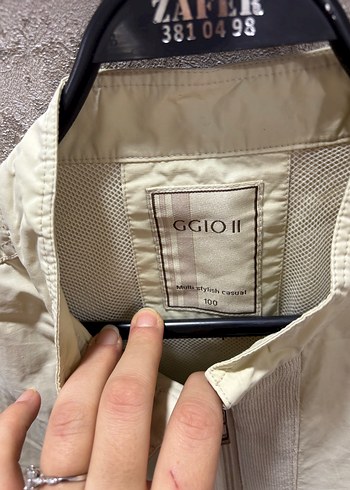 ZAFER
381 04 98
GGIO II
Multi stylish casual
100